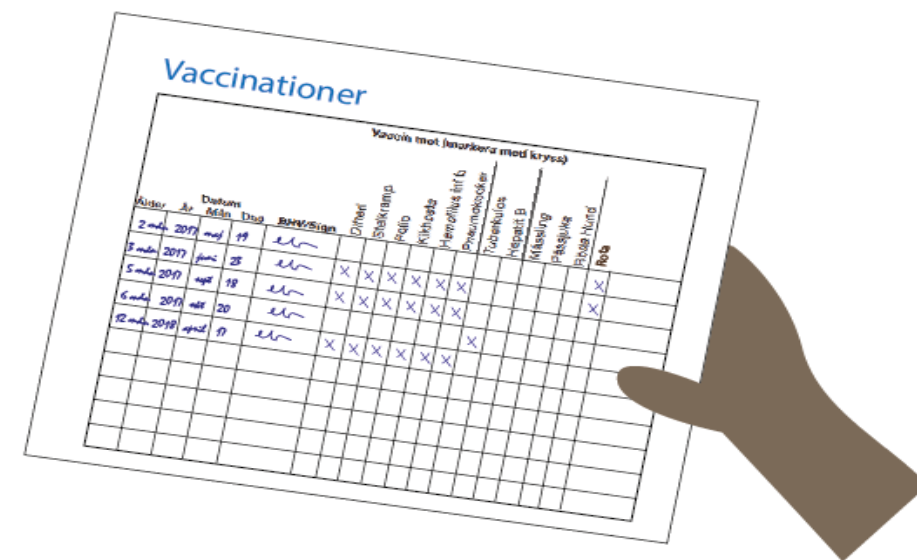 Vaccinationer
Vaccin mot (markera med kryss)
Ålder År Datum Mån Dag BHV/Sign Difteri Stelkramp Polio Kikhosta Hemofilus inf b Pneumokocker Tuberkulos Hepatit B Mässling Påssjuka Röda Hund Rota
2 mån 2017 maj 19
3 mån 2017 juni 23 X X X X X X X
5 mån 2017 sept 18 X X X X X X X
6 mån 2017 okt 20 X
12 mån 2018 april 17 X X X X X X